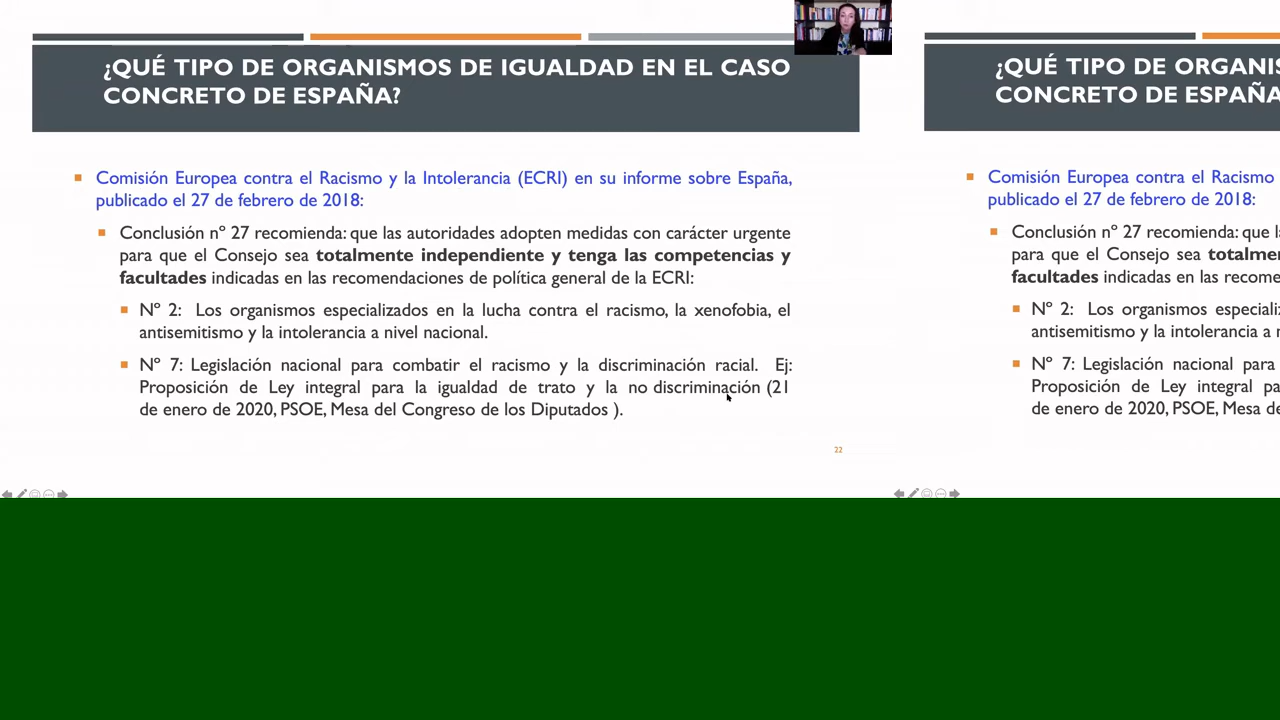 ¿QUÉ TIPO DE ORGANISMOS DE IGUALDAD EN EL CASO
CONCRETO DE ESPAÑA?
Comisión Europea contra el Racismo y la Intolerancia (ECRI) en su informe sobre España,
publicado el 27 de febrero de 2018:
Conclusión nº 27 recomienda: que las autoridades adopten medidas con carácter urgente
para que el Consejo sea totalmente independiente y tenga las competencias y
facultades indicadas en las recomendaciones de política general de la ECRI:
Nº 2: Los organismos especializados en la lucha contra el racismo, la xenofobia, el
antisemitismo y la intolerancia a nivel nacional.
Nº 7: Legislación nacional para combatir el racismo y la discriminación racial. Ej:
Proposición de Ley integral para la igualdad de trato y la no discriminación (21
de enero de 2020, PSOE, Mesa del Congreso de los Diputados ).
22
¿QUÉ TIPO DE ORGANIS
CONCRETO DE ESPAÑA
Comisión Europea contra el Racismo
publicado el 27 de febrero de 2018:
Conclusión nº 27 recomienda: que l
para que el Consejo sea totalme
facultades indicadas en las recome
Nº 2: Los organismos especializ
antisemitismo y la intolerancia a
Nº 7: Legislación nacional para
Proposición de Ley integral pa
de enero de 2020, PSOE, Mesa de